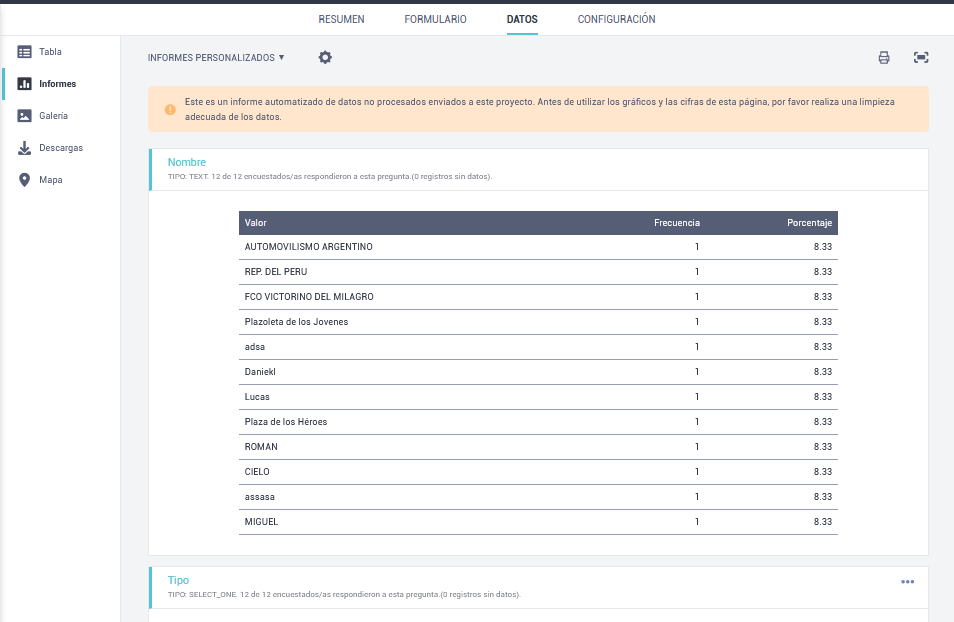 RESUMEN FORMULARIO DATOS CONFIGURACIÓN
Tabla
Informes
Galería
Descargas
Mapa
INFORMES PERSONALIZADOS
Este es un informe automatizado de datos no procesados enviados a este proyecto. Antes de utilizar los gráficos y las cifras de esta página, por favor realiza una limpieza
adecuada de los datos.
Nombre
TIPO: TEXT. 12 de 12 encuestados/as respondieron a esta pregunta.(0 registros sin datos).
Valor Frecuencia Porcentaje
AUTOMOVILISMO ARGENTINO 1 8.33
REP. DEL PERU 1 8.33
FCO VICTORINO DEL MILAGRO 1 8.33
Plazoleta de los Jovenes 1 8.33
adsa 1 8.33
Daniekl 1 8.33
Lucas 1 8.33
Plaza de los Héroes 1 8.33
ROMAN 1 8.33
CIELO 1 8.33
assasa 1 8.33
MIGUEL 1 8.33
Tipo
TIPO: SELECT_ONE. 12 de 12 encuestados/as respondieron a esta pregunta.(0 registros sin datos).